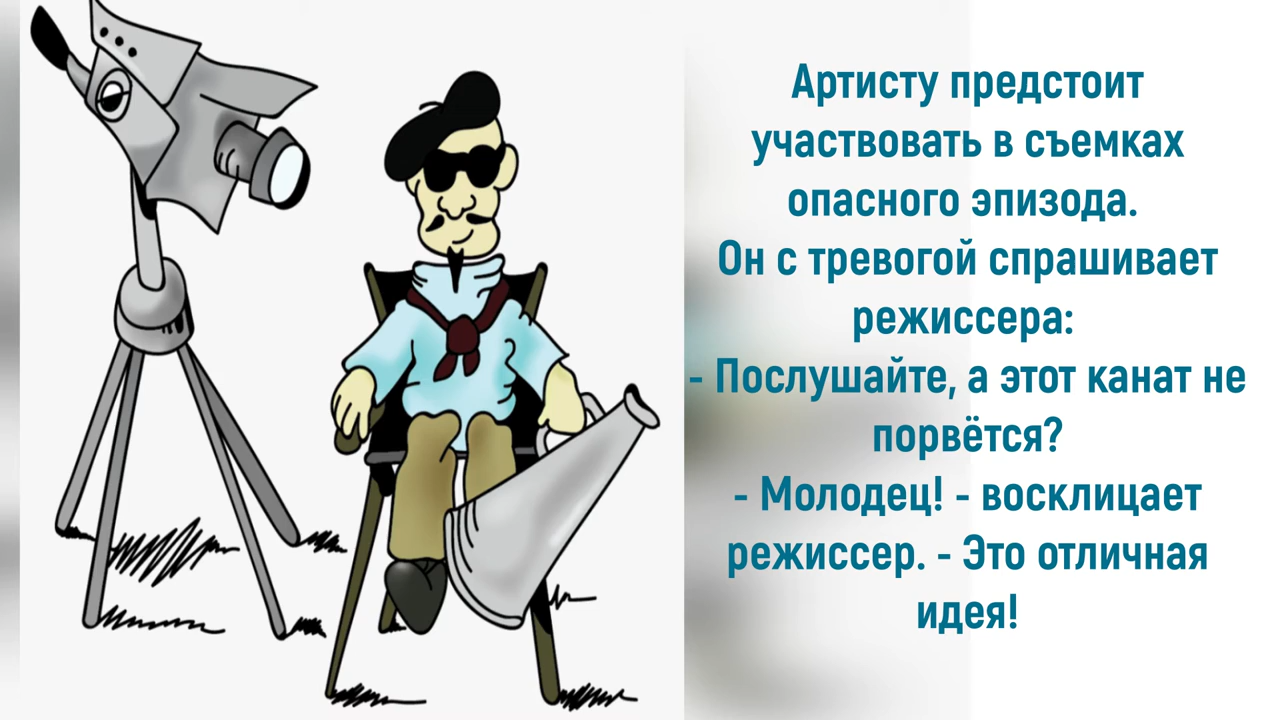 Артисту предстоит
участвовать в съемках
опасного эпизода.
Он с тревогой спрашивает
режиссера:
- Послушайте, а этот канат не
порвётся?
- Молодец! - восклицает
режиссер. - Это отличная
идея!